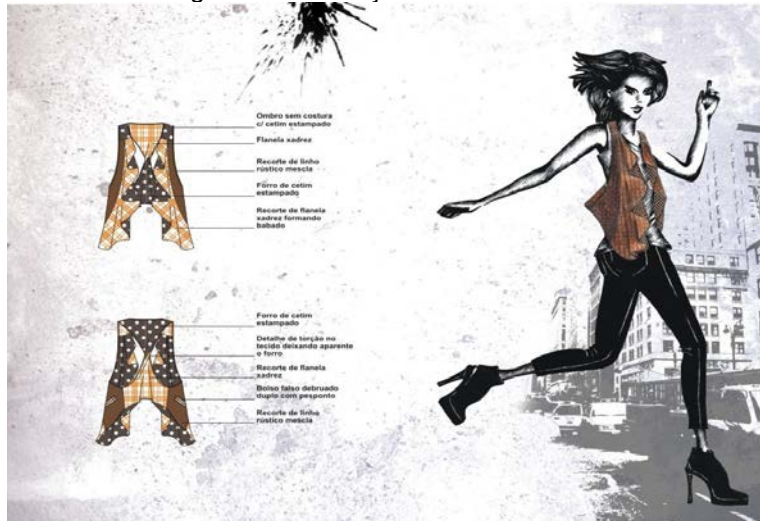 Ombro sem costura
c/ cetim estampado
Flanela xadrez
Recorte de linho
rústico mescla
Forro de cetim
estampado
Recorte de flanela
xadrez formando
babado
Forro de cetim
estampado
Detalhe de torção no
tecido deixando aparente
o forro
Recorte de flanela
xadrez
Bolso falso debruado
duplo com pesponto
Recorte de linho
rústico mescla